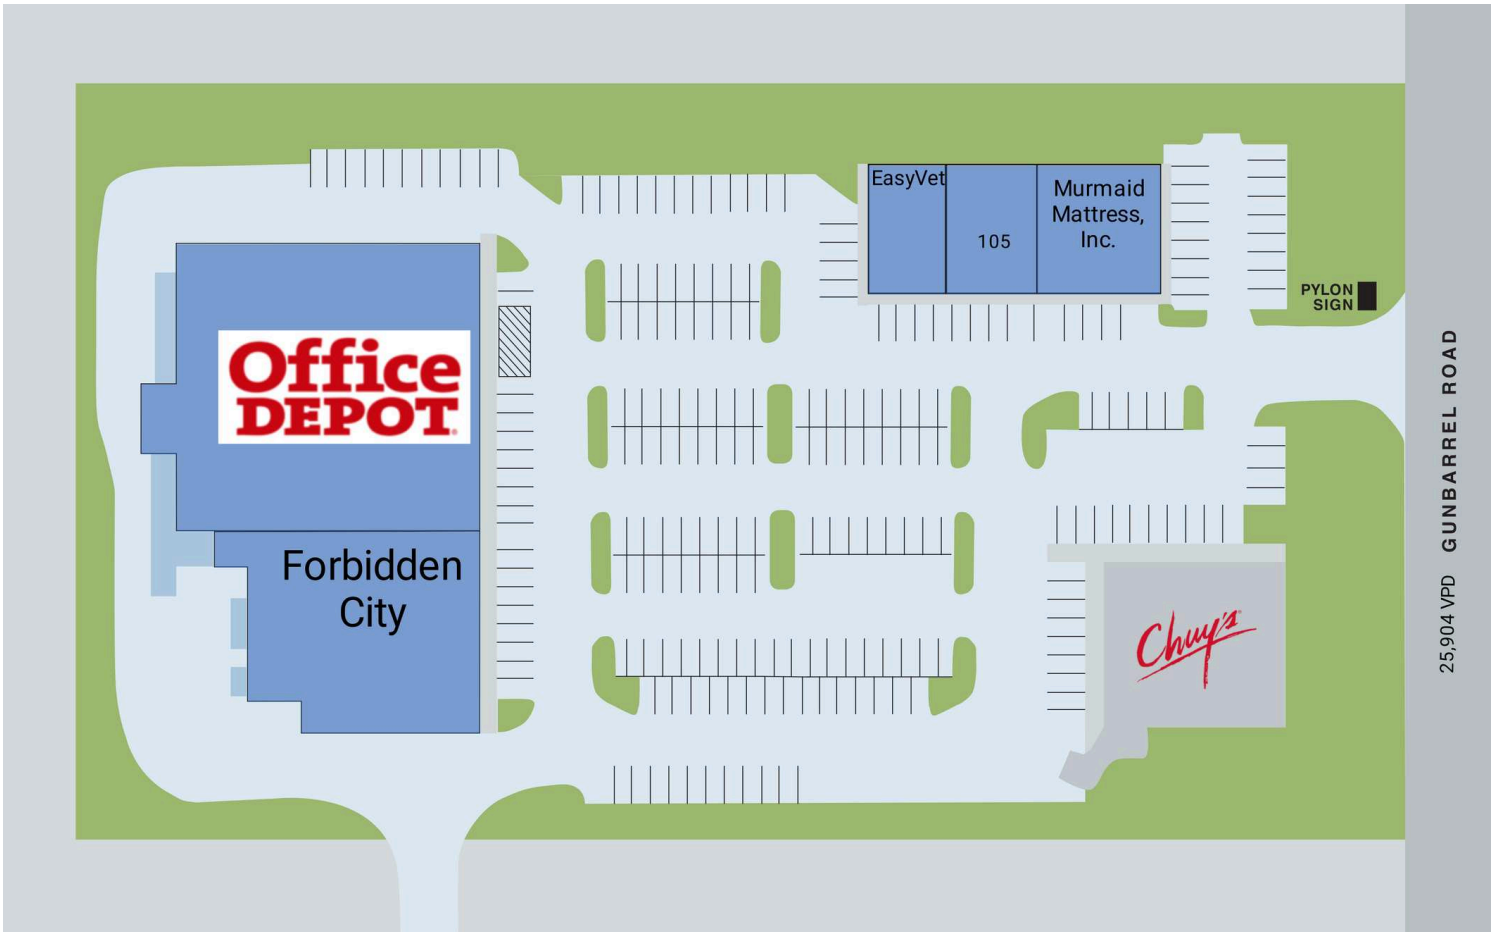 EasyVet
105
Murmaid
Mattress,
Inc.
PYLON
SIGN
Office
DEPOT
Forbidden
City
Chuy's
25,904 VPD GUNBARREL ROAD